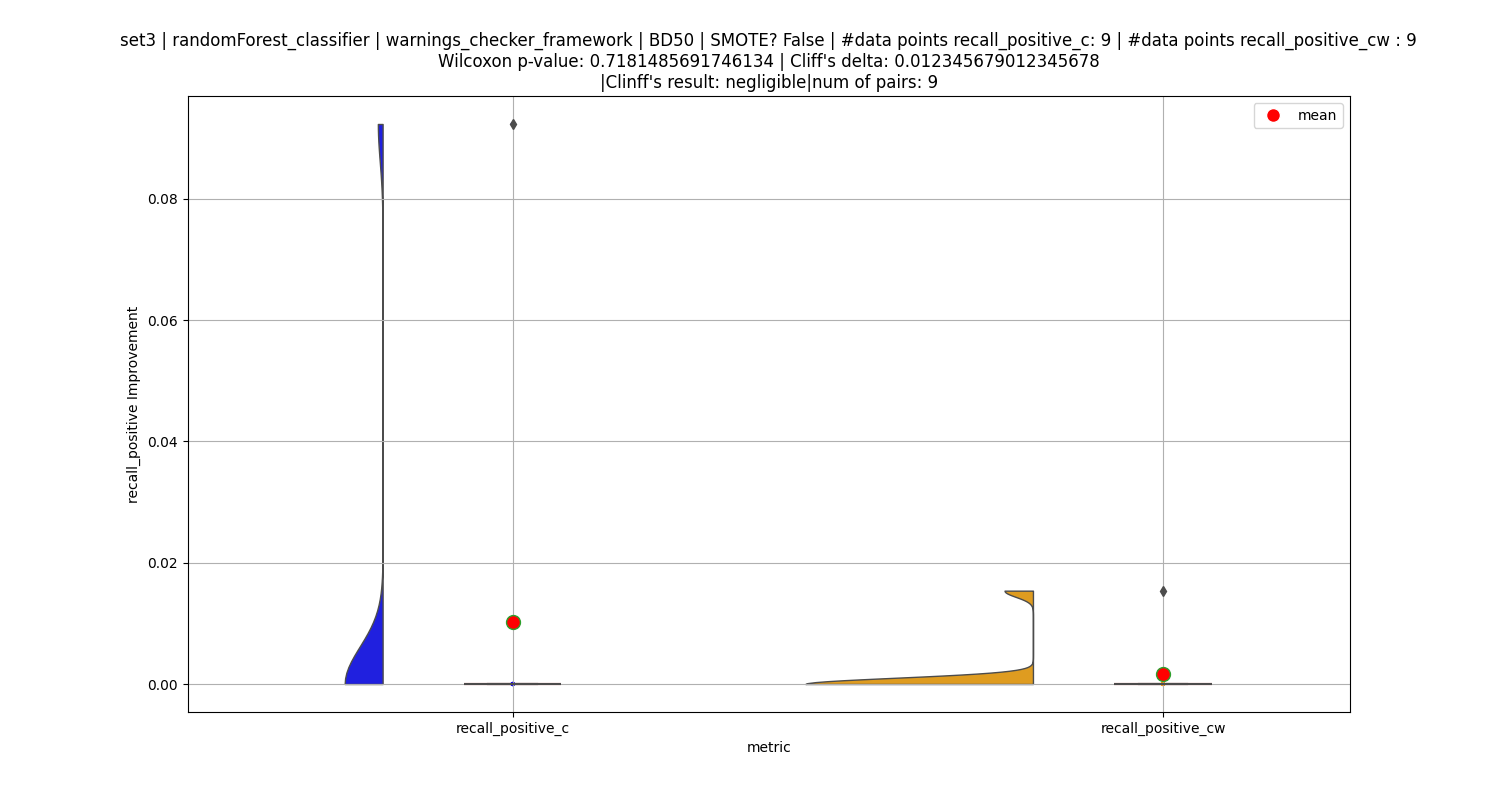 set3 | randomForest_classifier | warnings_checker_framework | BD50 | SMOTE? False | #data points recall_positive_c: 9 | #data points recall_positive_cw : 9
Wilcoxon p-value: 0.7181485691746134 | Cliff's delta: 0.012345679012345678
|Clinff's result: negligible|num of pairs: 9
mean
0.08
0.06
0.04
0.02
0.00
recall_positive Improvement
recall_positive_c
recall_positive_cw
metric